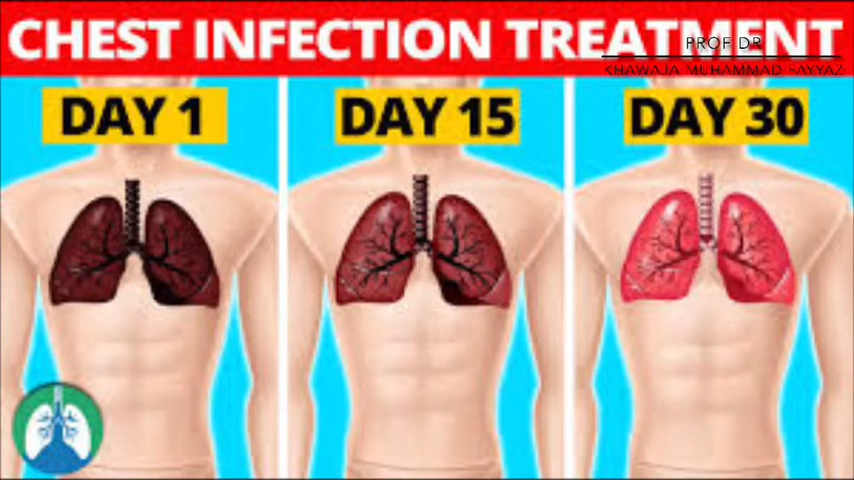 CHEST INFECTION TREATMENT
PROF DR
KHAWAJA MUHAMMAD FAYYAZ
DAY 1
DAY 15
DAY 30